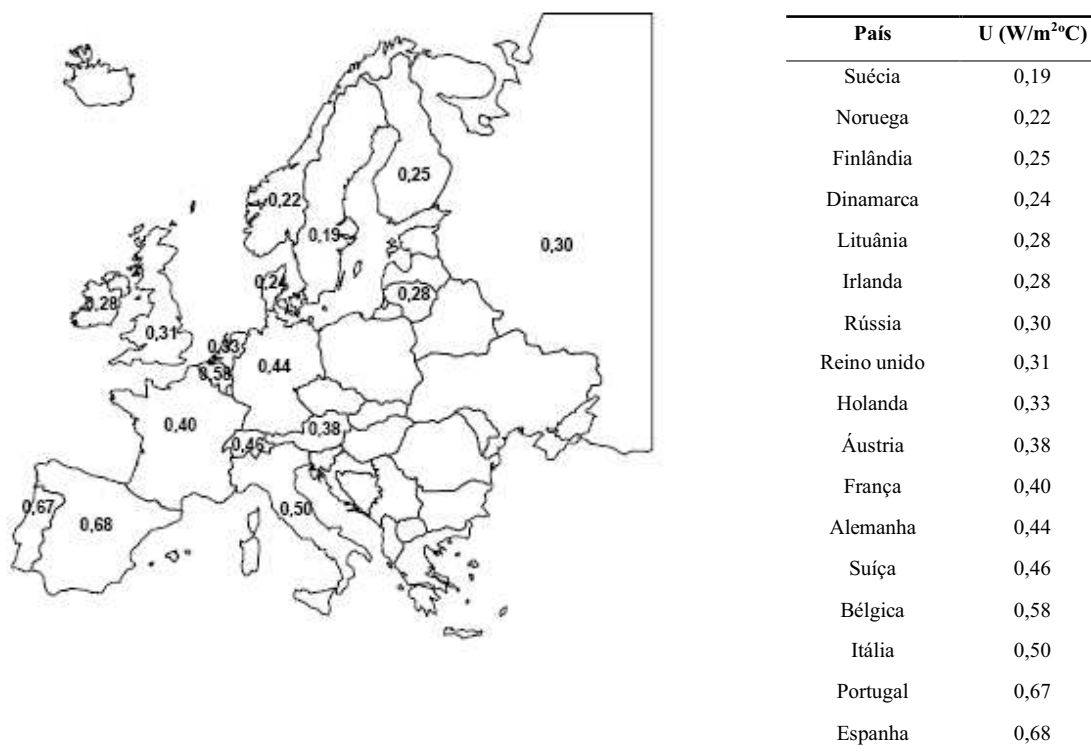 0,25
0,22
0,19
0,30
0,24
0,28
0,28
0,31
0,33
0,58
0,44
0,40
0,38
0,46
0,50
0,67
0,68
País U (W/m²ºC)
Suécia 0,19
Noruega 0,22
Finlândia 0,25
Dinamarca 0,24
Lituânia 0,28
Irlanda 0,28
Rússia 0,30
Reino unido 0,31
Holanda 0,33
Áustria 0,38
França 0,40
Alemanha 0,44
Suíça 0,46
Bélgica 0,58
Itália 0,50
Portugal 0,67
Espanha 0,68